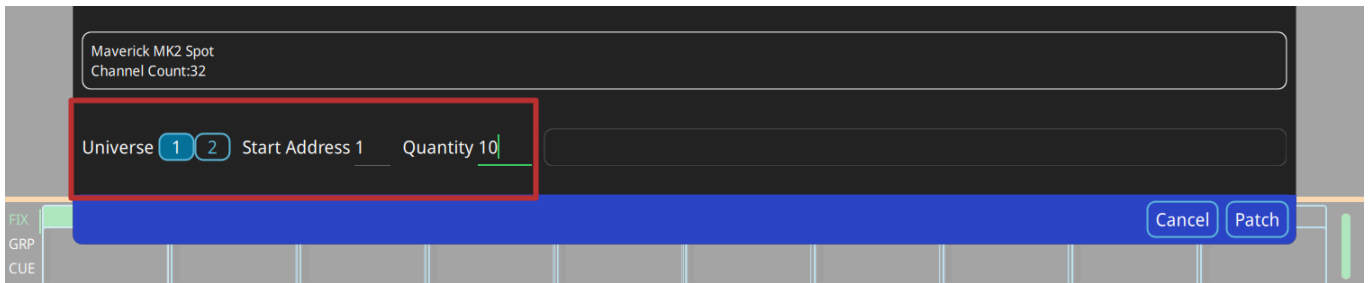 Maverick MK2 Spot
Channel Count:32
Universe 1 2 Start Address 1 Quantity 10
Cancel Patch
FIX
GRP
CUE